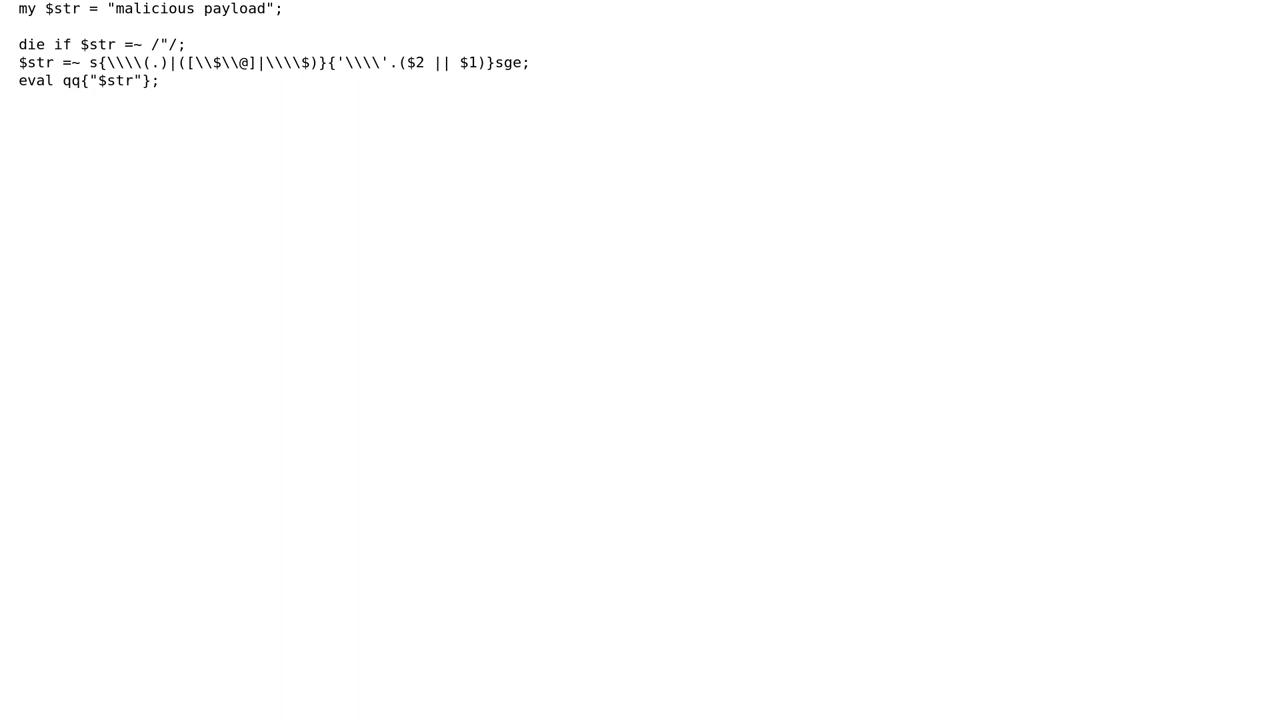 my $str = "malicious payload";
die if $str =~ /"/;
$str =~ s{\\\\(.)|([\\$\\@]|\\\\$)}{'\\\\'.($2 || $1)}sge;
eval qq{"$str"};